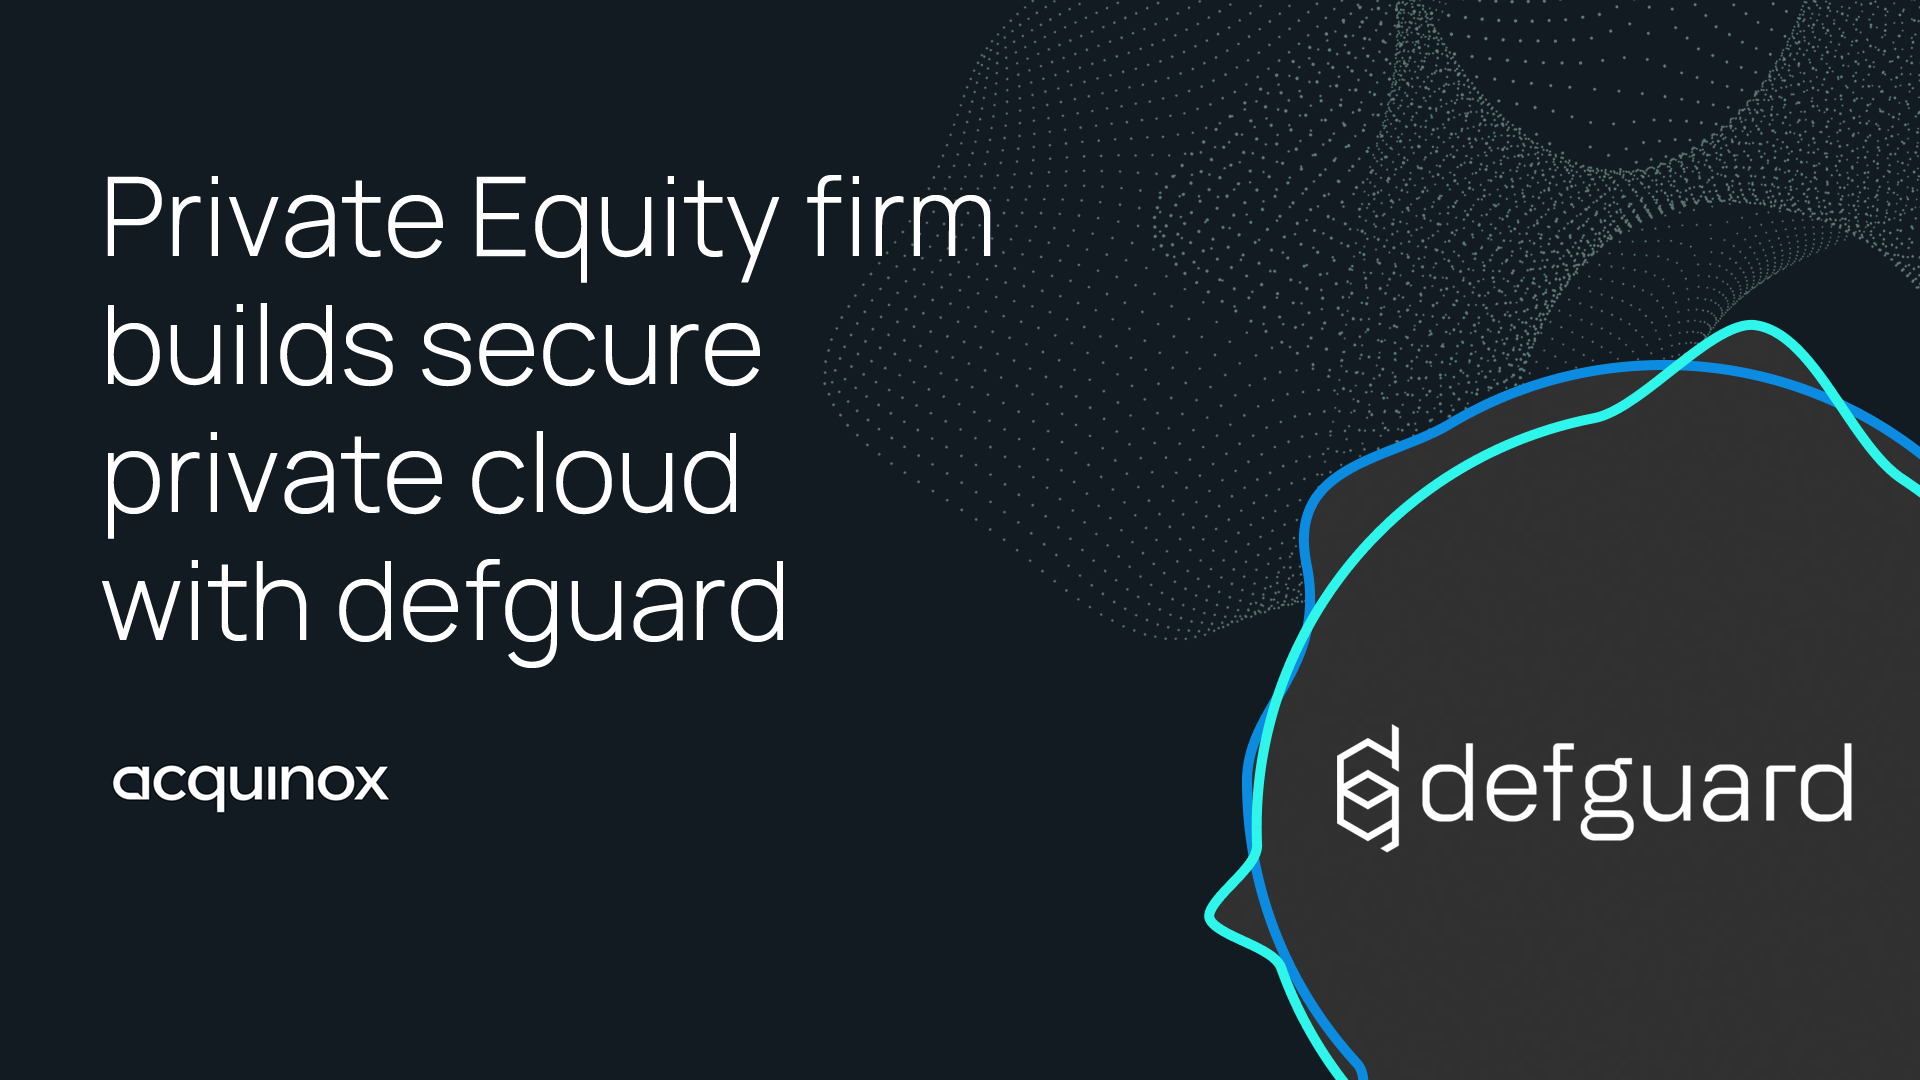 Private Equity firm
builds secure
private cloud
with defguard
acquinox
defguard